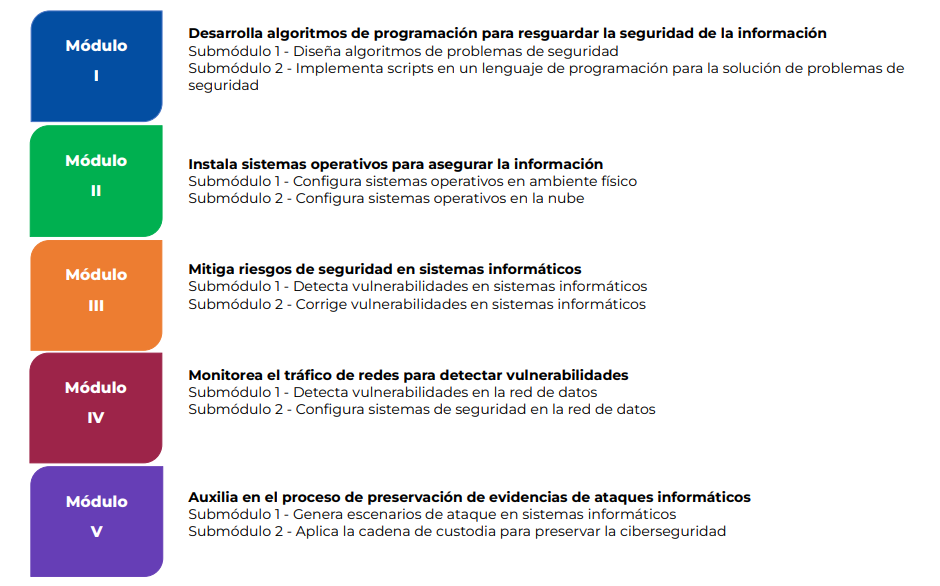 Módulo
I
Desarrolla algoritmos de programación para resguardar la seguridad de la información
Submódulo 1 - Diseña algoritmos de problemas de seguridad
Submódulo 2 - Implementa scripts en un lenguaje de programación para la solución de problemas de
seguridad
Módulo
II
Instala sistemas operativos para asegurar la información
Submódulo 1 - Configura sistemas operativos en ambiente físico
Submódulo 2 - Configura sistemas operativos en la nube
Módulo
III
Mitiga riesgos de seguridad en sistemas informáticos
Submódulo 1 - Detecta vulnerabilidades en sistemas informáticos
Submódulo 2 - Corrige vulnerabilidades en sistemas informáticos
Módulo
IV
Monitorea el tráfico de redes para detectar vulnerabilidades
Submódulo 1 - Detecta vulnerabilidades en la red de datos
Submódulo 2 - Configura sistemas de seguridad en la red de datos
Módulo
V
Auxilia en el proceso de preservación de evidencias de ataques informáticos
Submódulo 1 - Genera escenarios de ataque en sistemas informáticos
Submódulo 2 - Aplica la cadena de custodia para preservar la ciberseguridad